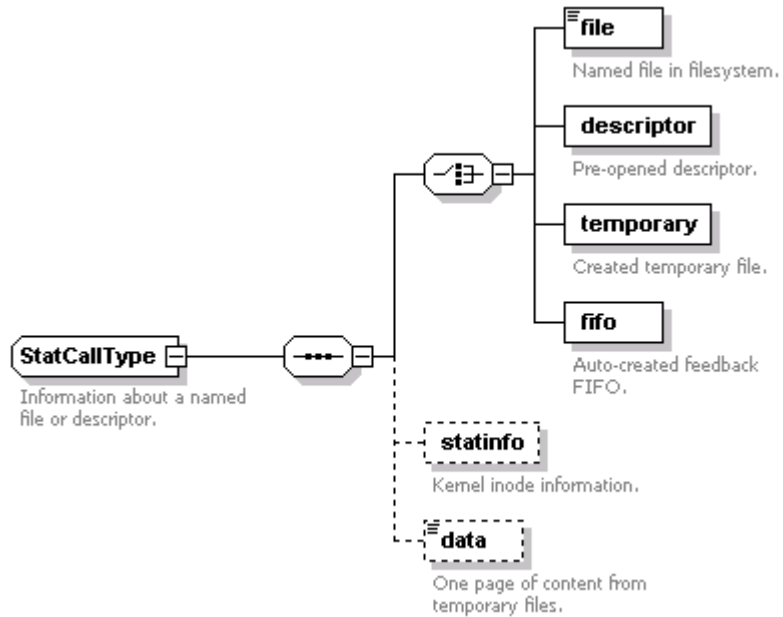 file
Named file in filesystem.
descriptor
Pre-opened descriptor.
temporary
Created temporary file.
fifo
Auto-created feedback
FIFO.
StatCallType
Information about a named
file or descriptor.
statinfo
Kernel inode information.
data
One page of content from
temporary files.